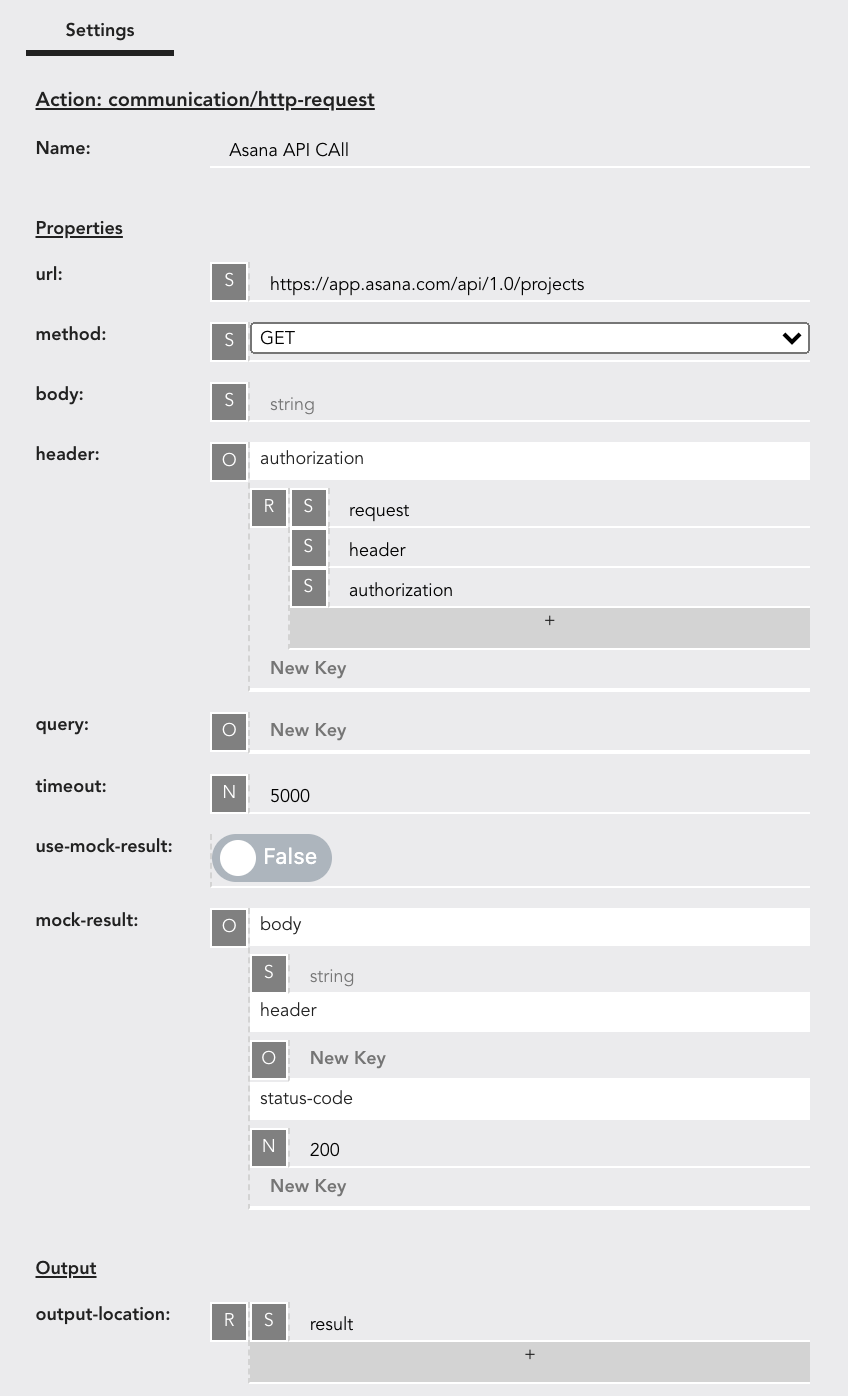 Settings
Action: communication/http-request
Name: Asana API CAll
Properties
url: S https://app.asana.com/api/1.0/projects
method: S GET
body: S string
header: O authorization
R S request
S header
S authorization
+
New Key
query: O New Key
timeout: N 5000
use-mock-result: False
mock-result: O body
S string
header
O New Key
status-code
N 200
New Key
Output
output-location: R S result
+